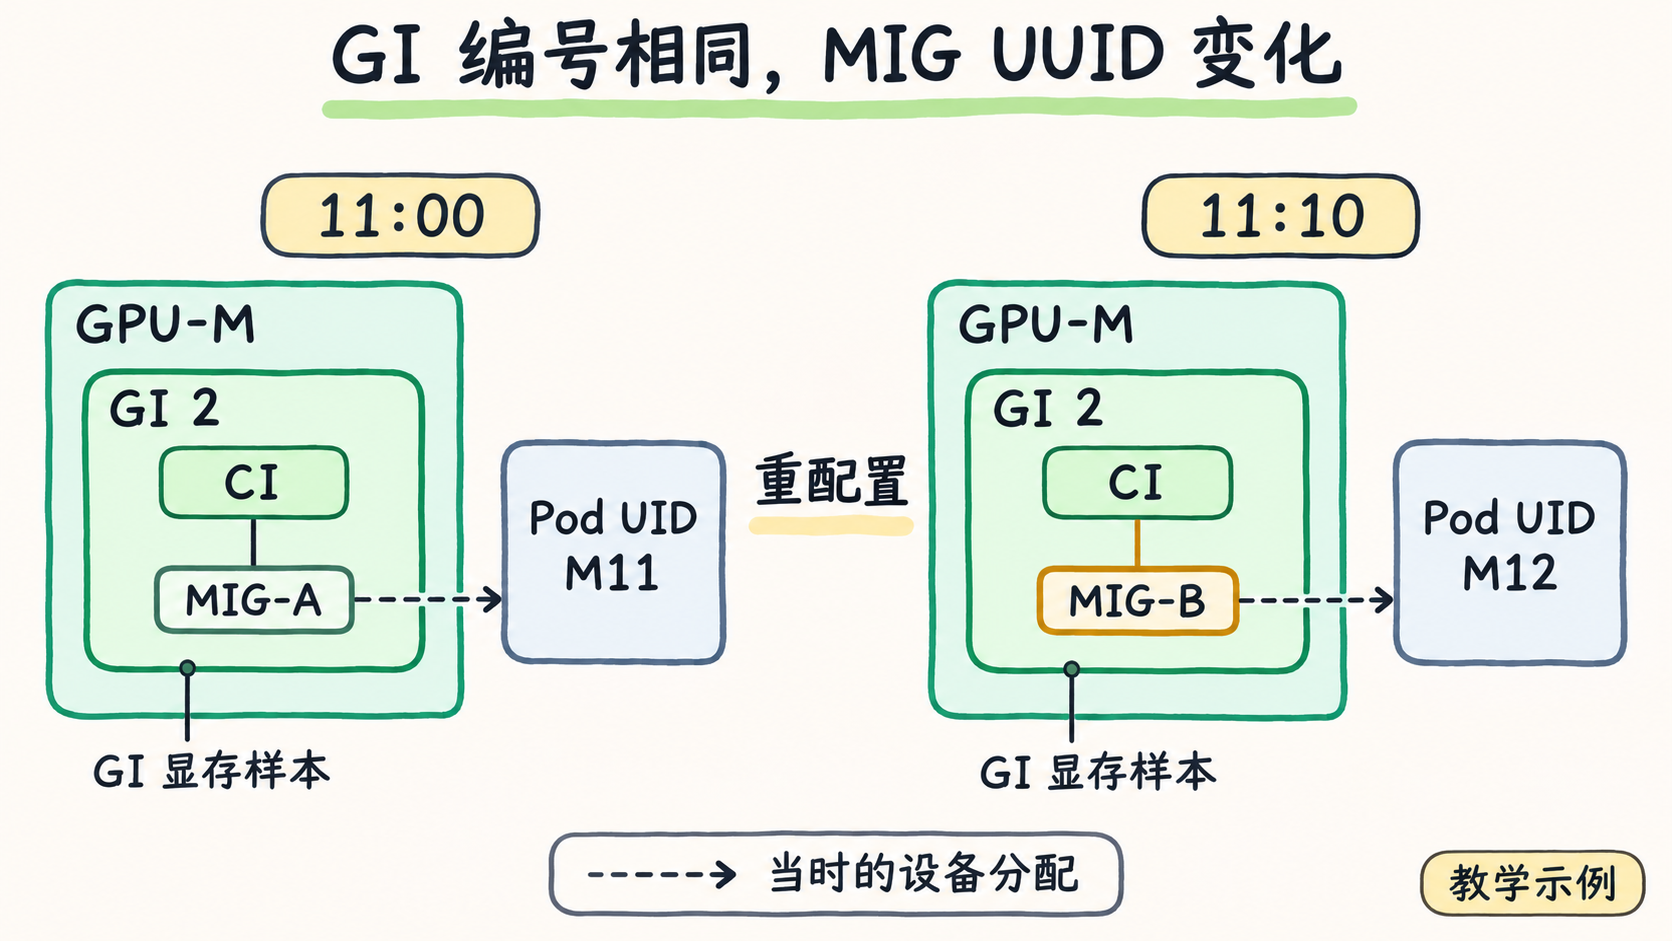 GI 编号相同，MIG UUID 变化
11:00
GPU-M
GI 2
CI
MIG-A
Pod UID
M11
GI 显存样本
重配置
11:10
GPU-M
GI 2
CI
MIG-B
Pod UID
M12
GI 显存样本
当时的设备分配
教学示例